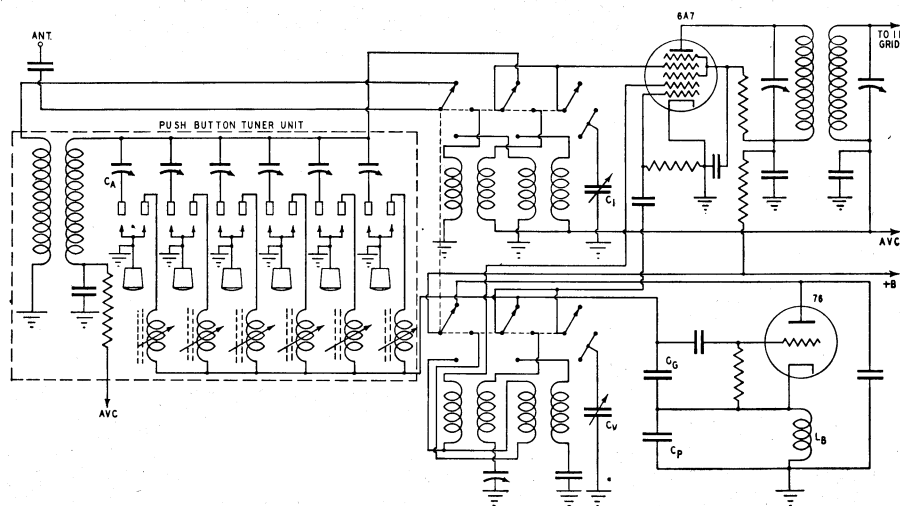 ANT.
6A7
TO I
GRID
PUSH BUTTON TUNER UNIT
CA
C1
AVC
+B
76
CG
CV
LB
CP
AVC